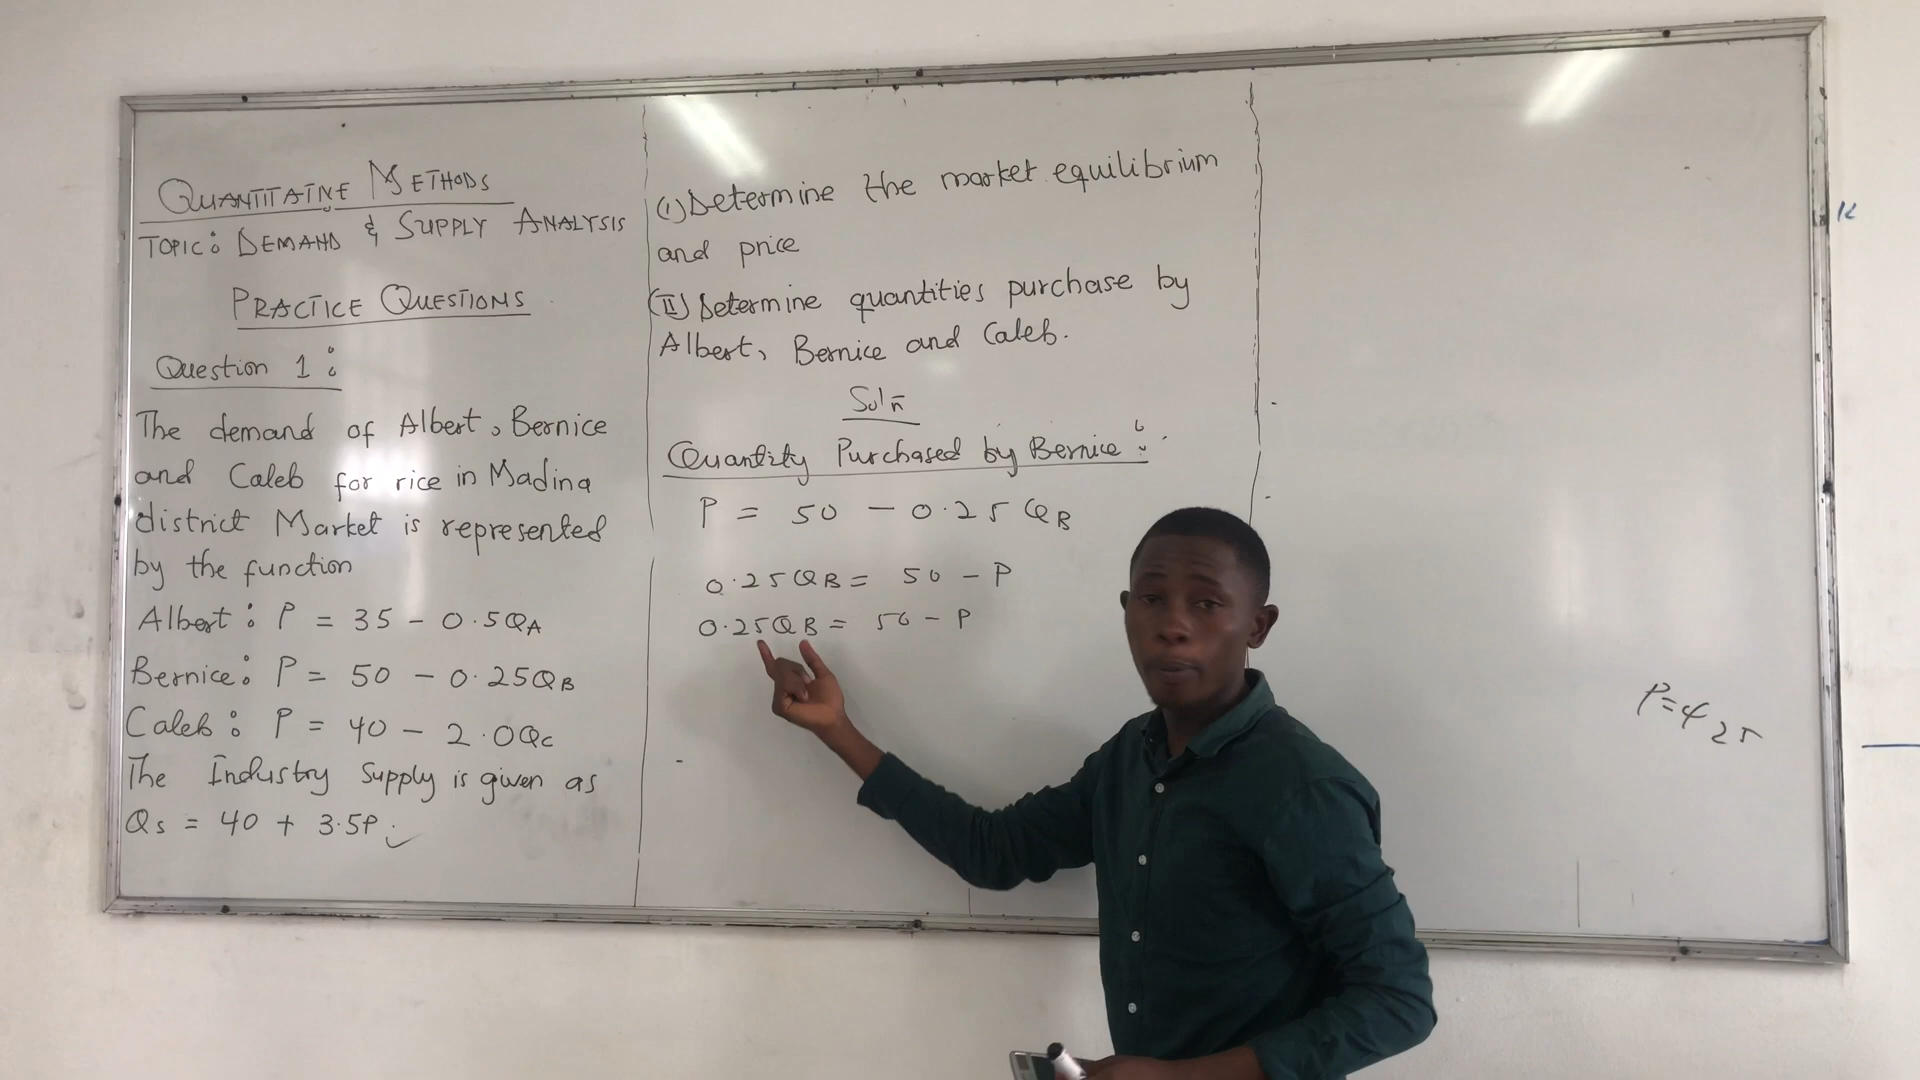 QUANTITATIVE METHODS
TOPIC: DEMAND & SUPPLY ANALYSIS
PRACTICE QUESTIONS
Question 1:
The demand of Albert, Bernice
and Caleb for rice in Madina
district Market is represented
by the function
Albert: P = 35 - 0.5QA
Bernice: P = 50 - 0.25QB
Caleb: P = 40 - 2.0Qc
The Industry Supply is given as
Qs = 40 + 3.5P.
(i) Determine the market equilibrium
and price
(II) Determine quantities purchase by
Albert, Bernice and Caleb.
Solñ
Quantity Purchased by Bernice:
P = 50 - 0.25QB
0.25QB = 50 - P
0.25QB = 50 - P
P=4.25